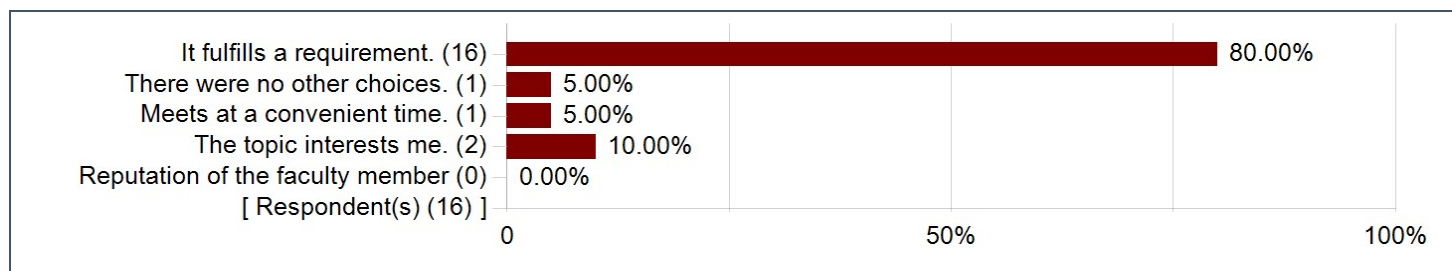 It fulfills a requirement. (16) 80.00%
There were no other choices. (1) 5.00%
Meets at a convenient time. (1) 5.00%
The topic interests me. (2) 10.00%
Reputation of the faculty member (0) 0.00%
[ Respondent(s) (16) ]
0 50% 100%